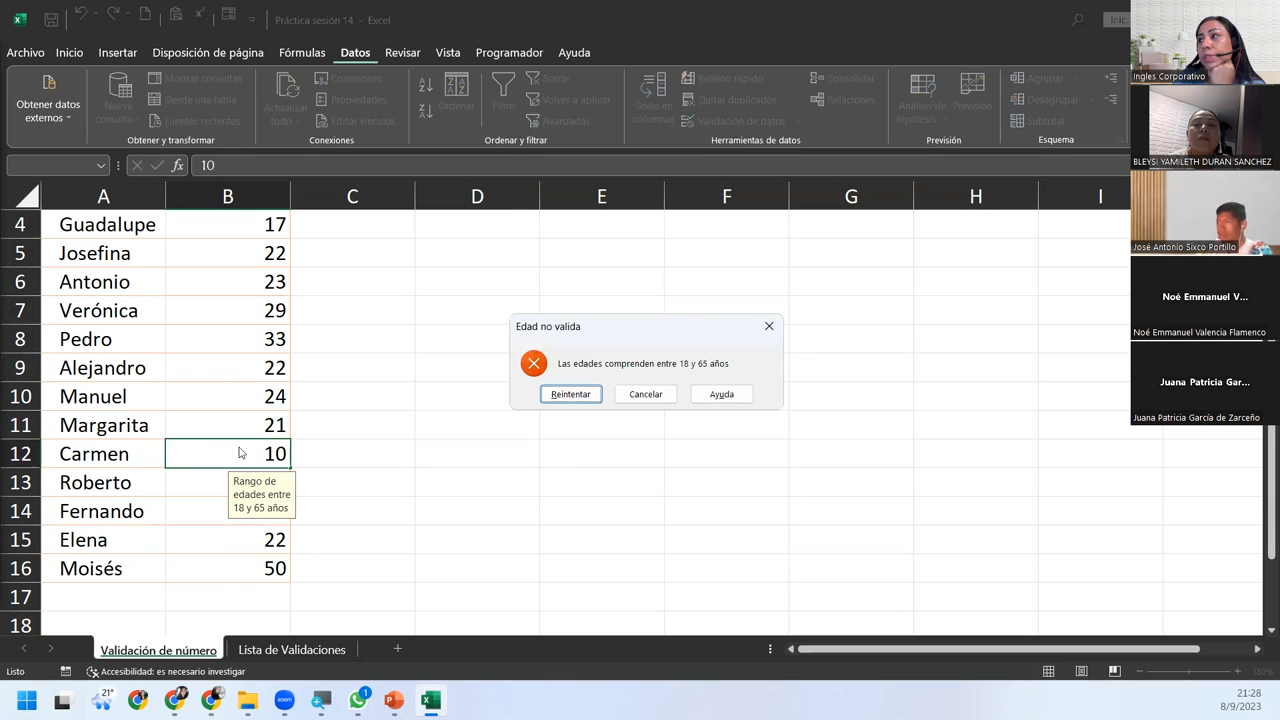 Práctica sesión 14 - Excel
Inic
Archivo Inicio Insertar Disposición de página Fórmulas Datos Revisar Vista Programador Ayuda
Obtener datos externos
Nueva consulta
Mostrar consultas
Desde una tabla
Fuentes recientes
Obtener y transformar
Actualizar todo
Conexiones
Propiedades
Editar vínculos
Conexiones
Ordenar
Filtro
Borrar
Volver a aplicar
Avanzadas
Ordenar y filtrar
Texto en columnas
Relleno ráp
Quitar duplicados
Validación de datos
Consolidar
Relaciones
Herramientas de datos
Análisis de hipótesis
Previsión
Previsión
Agrupar
Desagrupar
Subtotal
Esquema
fx 10
A B C D E F G H I
4 Guadalupe 17
5 Josefina 22
6 Antonio 23
7 Verónica 29
8 Pedro 33
9 Alejandro 22
10 Manuel 24
11 Margarita 21
12 Carmen 10
13 Roberto
14 Fernando
15 Elena 22
16 Moisés 50
17
18
Rango de
edades entre
18 y 65 años
Edad no valida
Las edades comprenden entre 18 y 65 años
Reintentar Cancelar Ayuda
Ingles Corporativo
BLEYSI YAMILETH DURAN SANCHEZ
José Antonio Sixco Portillo
Noé Emmanuel V...
Noé Emmanuel Valencia Flamenco
Juana Patricia Gar...
Juana Patricia García de Zarceño
Validación de número Lista de Validaciones
Listo Accesibilidad: es necesario investigar
180%
21°
zoom
1
21:28
8/9/2023